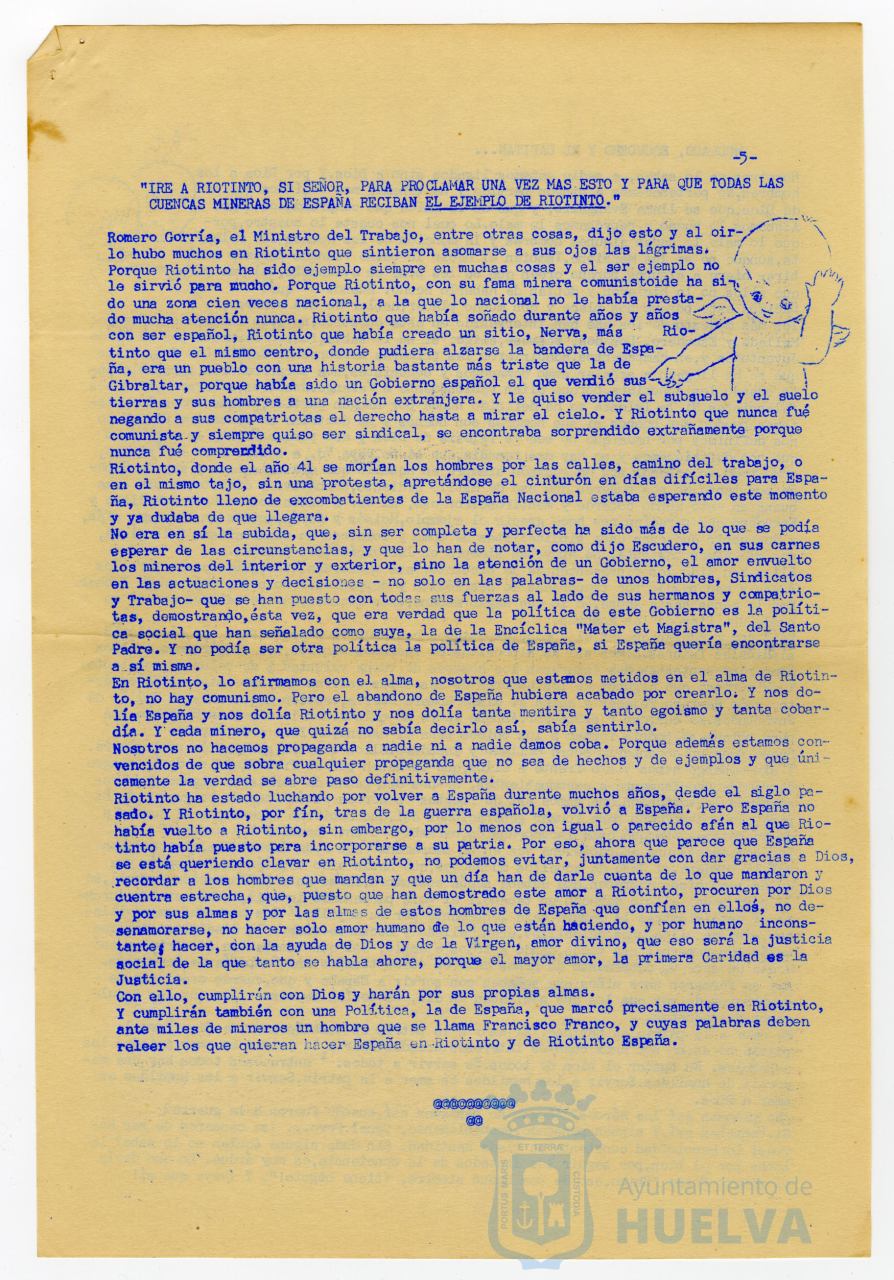 -5-
"IRE A RIOTINTO, SI SEÑOR, PARA PROCLAMAR UNA VEZ MAS ESTO Y PARA QUE TODAS LAS
CUENCAS MINERAS DE ESPAÑA RECIBAN EL EJEMPLO DE RIOTINTO."
Romero Gorría, el Ministro del Trabajo, entre otras cosas, dijo esto y al oir-
lo hubo muchos en Riotinto que sintieron asomarse a sus ojos las lágrimas.
Porque Riotinto ha sido ejemplo siempre en muchas cosas y el ser ejemplo no
le sirvió para mucho. Porque Riotinto, con su fama minera comunistoide ha si-
do una zona cien veces nacional, a la que lo nacional no le había presta-
do mucha atención nunca. Riotinto que había soñado durante años y años
con ser español, Riotinto que había creado un sitio, Nerva, más Rio-
tinto que el mismo centro, donde pudiera alzarse la bandera de Espa-
ña, era un pueblo con una historia bastante más triste que la de
Gibraltar, porque había sido un Gobierno español el que vendió sus
tierras y sus hombres a una nación extranjera. Y le quiso vender el subsuelo y el suelo
negando a sus compatriotas el derecho hasta a mirar el cielo. Y Riotinto que nunca fué
comunista y siempre quiso ser sindical, se encontraba sorprendido extrañamente porque
nunca fué comprendido.
Riotinto, donde el año 41 se morían los hombres por las calles, camino del trabajo, o
en el mismo tajo, sin una protesta, apretándose el cinturón en días difíciles para Espa-
ña, Riotinto lleno de excombatientes de la España Nacional estaba esperando este momento
y ya dudaba de que llegara.
No era en sí la subida, que, sin ser completa y perfecta ha sido más de lo que se podía
esperar de las circunstancias, y que lo han de notar, como dijo Escudero, en sus carnes
los mineros del interior y exterior, sino la atención de un Gobierno, el amor envuelto
en las actuaciones y decisiones - no solo en las palabras- de unos hombres, Sindicatos
y Trabajo- que se han puesto con todas sus fuerzas al lado de sus hermanos y compatrio-
tas, demostrando,ésta vez, que era verdad que la política de este Gobierno es la políti-
ca social que han señalado como suya, la de la Encíclica "Mater et Magistra", del Santo
Padre. Y no podía ser otra política la política de España, si España quería encontrarse
a sí misma.
En Riotinto, lo afirmamos con el alma, nosotros que estamos metidos en el alma de Riotin-
to, no hay comunismo. Pero el abandono de España hubiera acabado por crearlo. Y nos do-
lía España y nos dolía Riotinto y nos dolía tanta mentira y tanto egoismo y tanta cobar-
día. Y cada minero, que quizá no sabía decirlo así, sabía sentirlo.
Nosotros no hacemos propaganda a nadie ni a nadie damos coba. Porque además estamos con-
vencidos de que sobra cualquier propaganda que no sea de hechos y de ejemplos y que úni-
camente la verdad se abre paso definitivamente.
Riotinto ha estado luchando por volver a España durante muchos años, desde el siglo pa-
sado. Y Riotinto, por fín, tras de la guerra española, volvió a España. Pero España no
había vuelto a Riotinto, sin embargo, por lo menos con igual o parecido afán al que Rio-
tinto había puesto para incorporarse a su patria. Por eso, ahora que parece que España
se está queriendo clavar en Riotinto, no podemos evitar, juntamente con dar gracias a Dios,
recordar a los hombres que mandan y que un día han de darle cuenta de lo que mandaron y
cuentra estrecha, que, puesto que han demostrado este amor a Riotinto, procuren por Dios
y por sus almas y por las almas de estos hombres de España que confían en ellos, no de-
senamorarse, no hacer solo amor humano de lo que están haciendo, y por humano incons-
tante; hacer, con la ayuda de Dios y de la Virgen, amor divino, que eso será la justicia
social de la que tanto se habla ahora, porque el mayor amor, la primera Caridad es la
Justicia.
Con ello, cumplirán con Dios y harán por sus propias almas.
Y cumplirán también con una Política, la de España, que marcó precisamente en Riotinto,
ante miles de mineros un hombre que se llama Francisco Franco, y cuyas palabras deben
releer los que quieran hacer España en Riotinto y de Riotinto España.
@@@@@@@@@@
@@
PORTUS MARIS ET TERRAE CUSTODIA
Ayuntamiento de
HUELVA